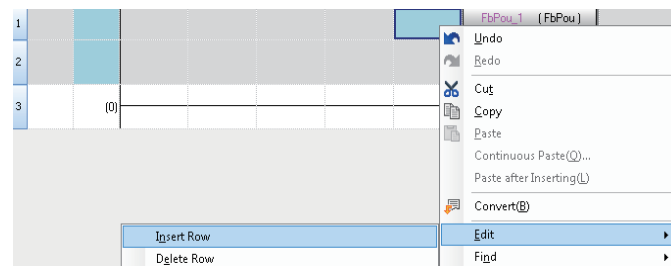 1 FbPou_1 (FbPou)
Undo
2 Redo
Cut
3 (0) Copy
Paste
Continuous Paste(Q)...
Paste after Inserting(L)
Convert(B)
Insert Row Edit
Delete Row Find